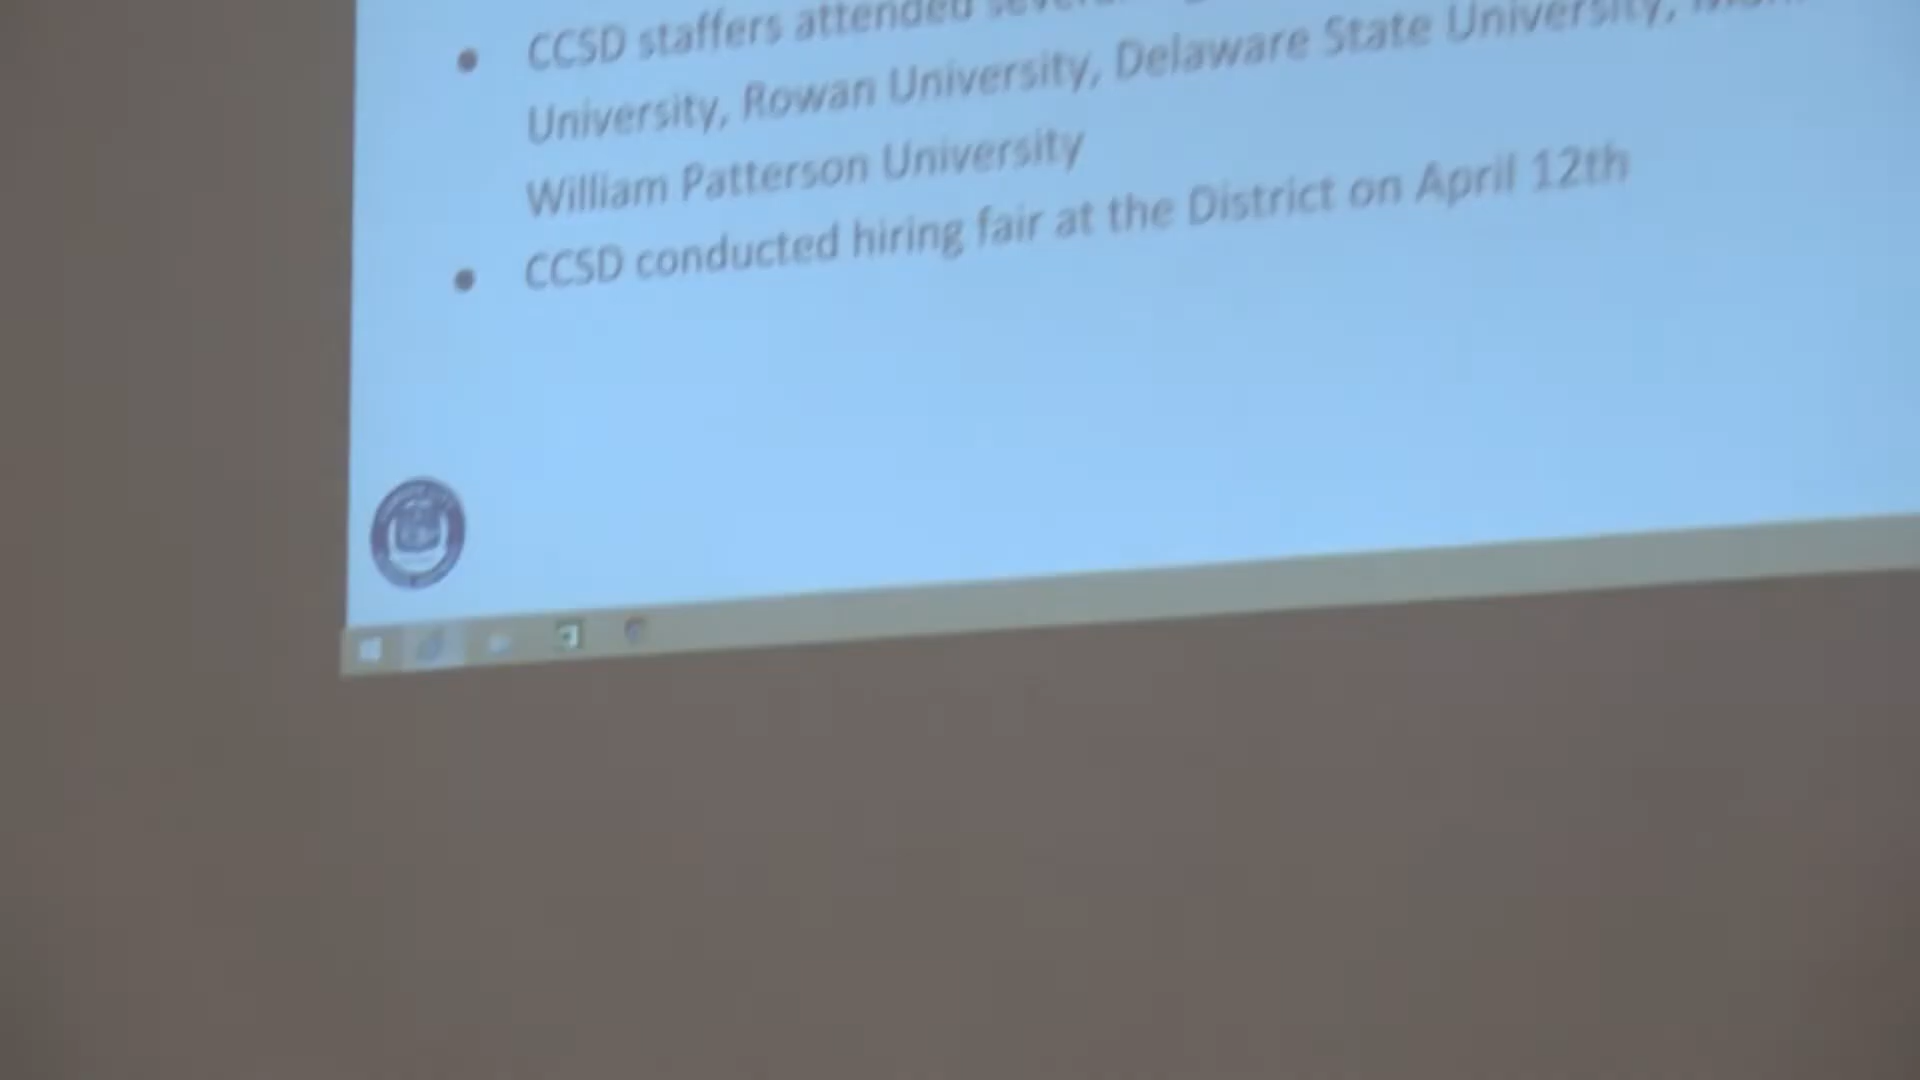 CCSD staffers attended
University, Rowan University, Delaware State University,
William Patterson University
CCSD conducted hiring fair at the District on April 12th